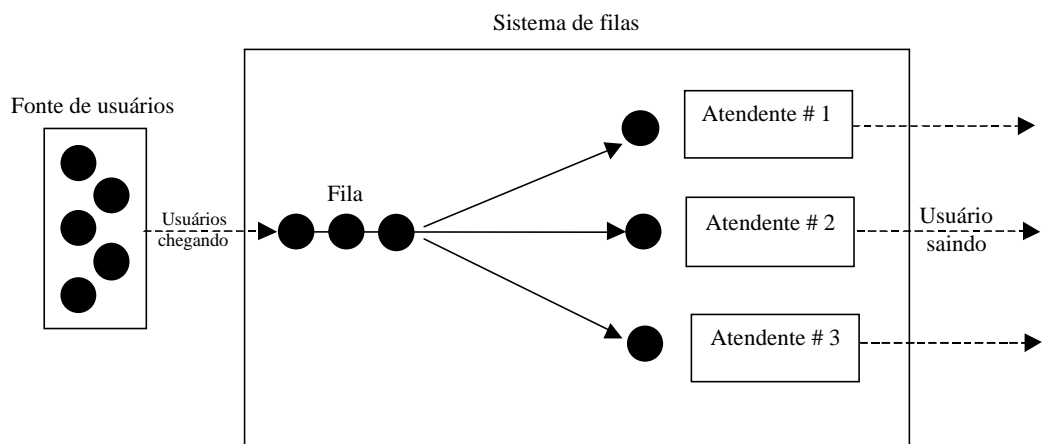 Sistema de filas
Fonte de usuários
Atendente # 1
Fila
Usuários
chegando
Atendente # 2
Usuário
saindo
Atendente # 3